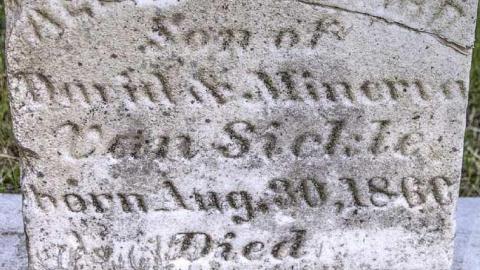 Son of
David & Minerva
Van Sickle
born Aug. 30, 1860
Died